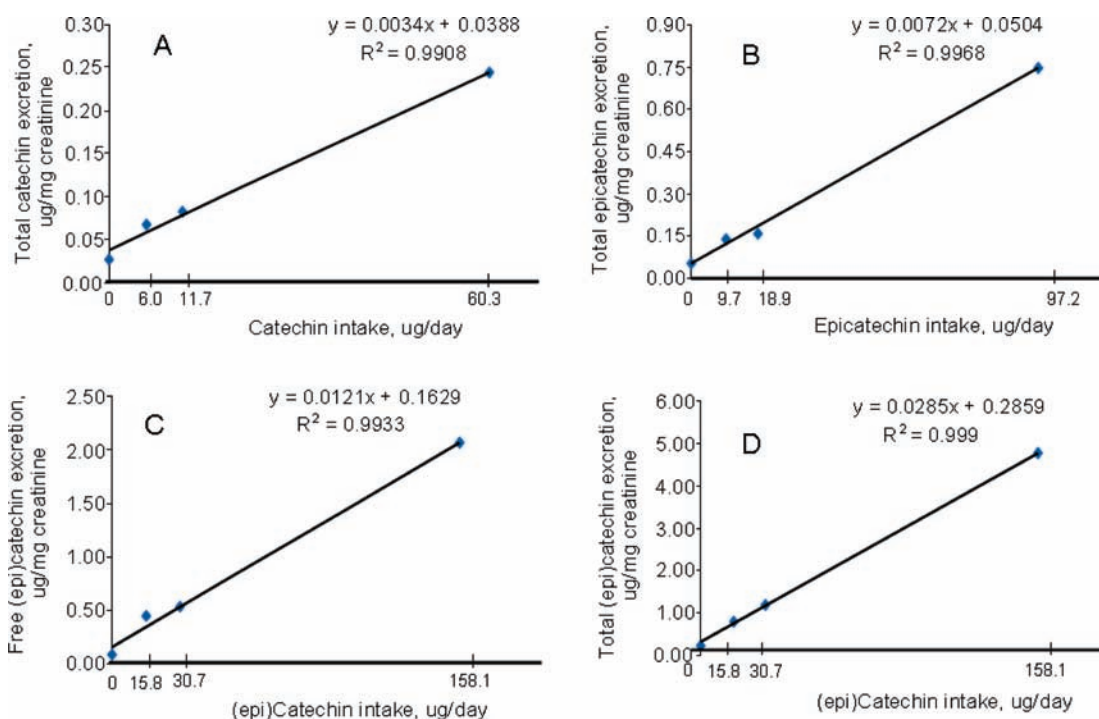 A
y = 0.0034x + 0.0388
R² = 0.9908
Total catechin excretion,
ug/mg creatinine
0.30
0.25
0.20
0.15
0.10
0.05
0.00
0 6.0 11.7 60.3
Catechin intake, ug/day
B
y = 0.0072x + 0.0504
R² = 0.9968
Total epicatechin excretion,
ug/mg creatinine
0.90
0.75
0.60
0.45
0.30
0.15
0.00
0 9.7 18.9 97.2
Epicatechin intake, ug/day
C
y = 0.0121x + 0.1629
R² = 0.9933
Free (epi)catechin excretion,
ug/mg creatinine
2.50
2.00
1.50
1.00
0.50
0.00
0 15.8 30.7 158.1
(epi)Catechin intake, ug/day
D
y = 0.0285x + 0.2859
R² = 0.999
Total (epi)catechin excretion,
ug/mg creatinine
6.00
5.00
4.00
3.00
2.00
1.00
0.00
0 15.8 30.7 158.1
(epi)Catechin intake, ug/day